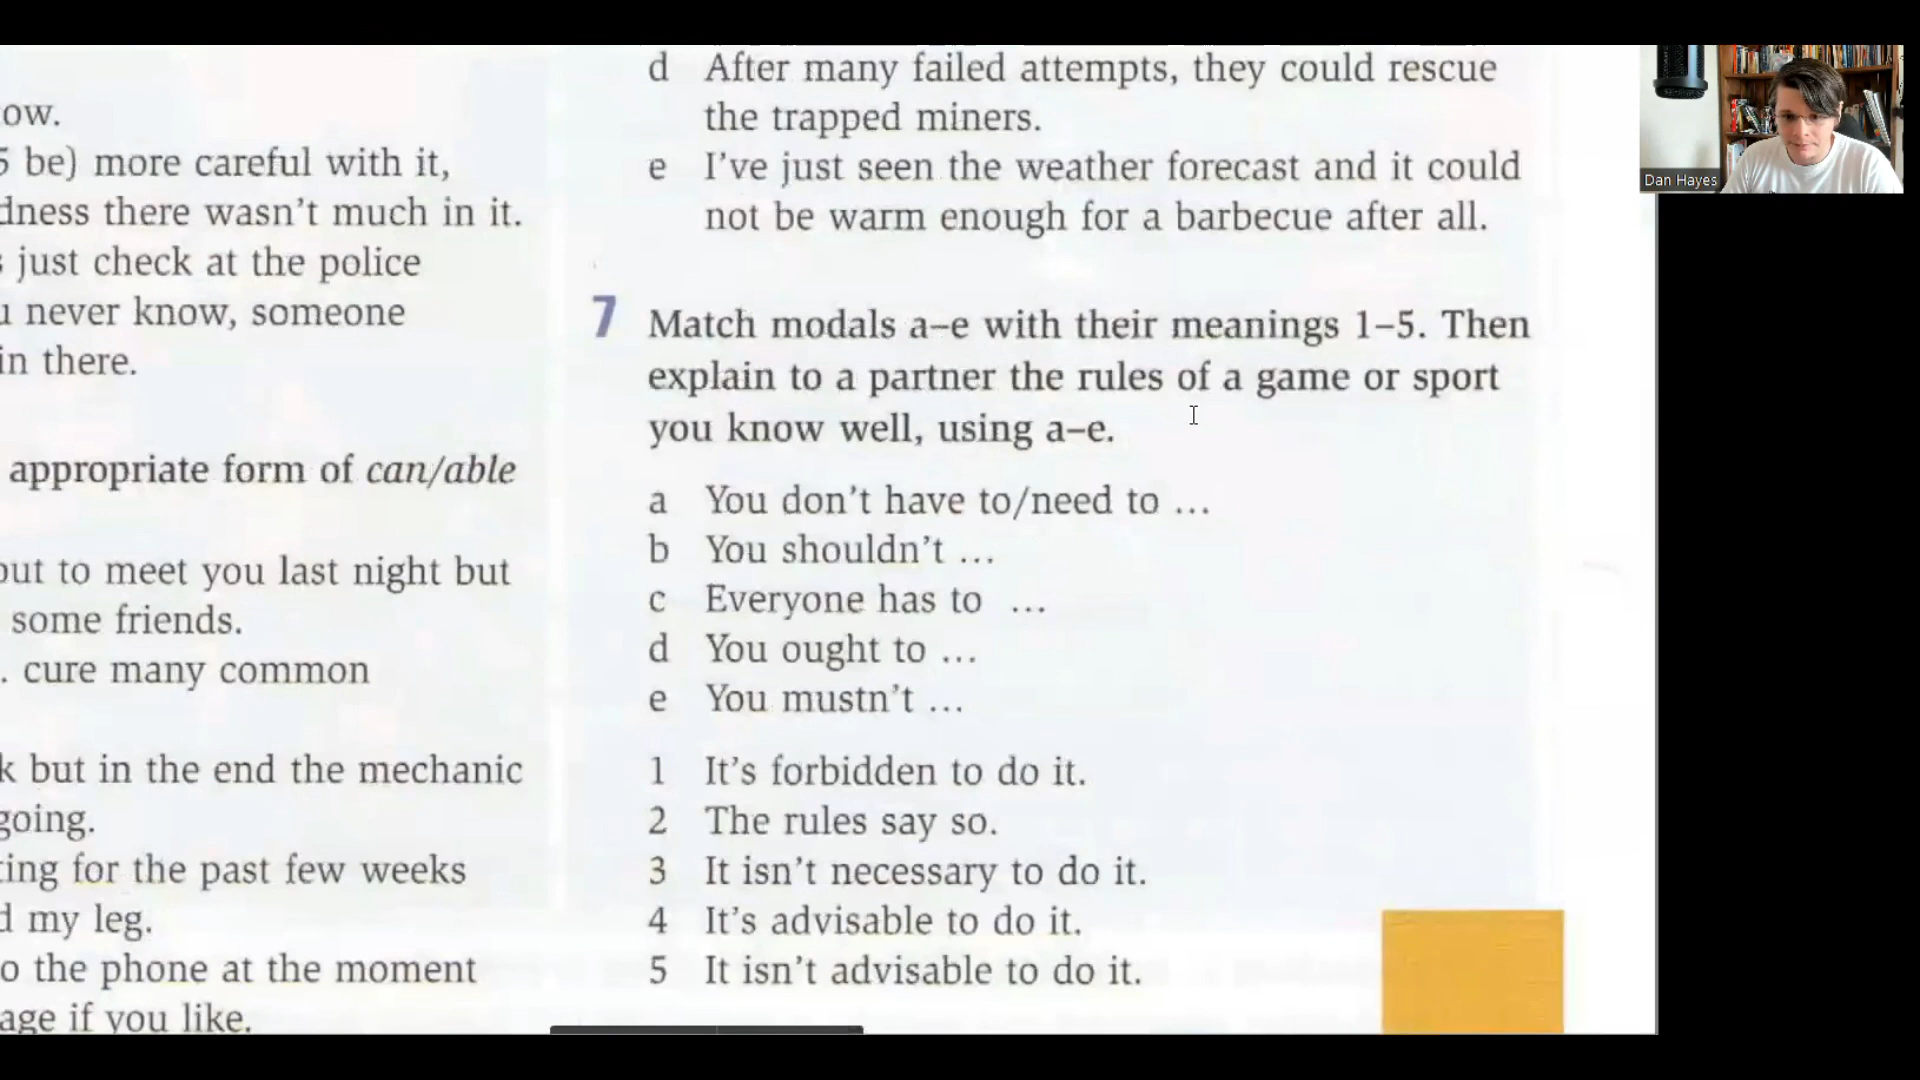 ow.
5 be) more careful with it,
dness there wasn't much in it.
s just check at the police
u never know, someone
in there.
appropriate form of can/able
out to meet you last night but
some friends.
. cure many common
k but in the end the mechanic
going.
ting for the past few weeks
d my leg.
o the phone at the moment
age if you like.
d After many failed attempts, they could rescue
the trapped miners.
e I've just seen the weather forecast and it could
not be warm enough for a barbecue after all.
7 Match modals a–e with their meanings 1–5. Then
explain to a partner the rules of a game or sport
you know well, using a–e.
a You don't have to/need to ...
b You shouldn't ...
c Everyone has to ...
d You ought to ...
e You mustn't ...
1 It's forbidden to do it.
2 The rules say so.
3 It isn't necessary to do it.
4 It's advisable to do it.
5 It isn't advisable to do it.
Dan Hayes